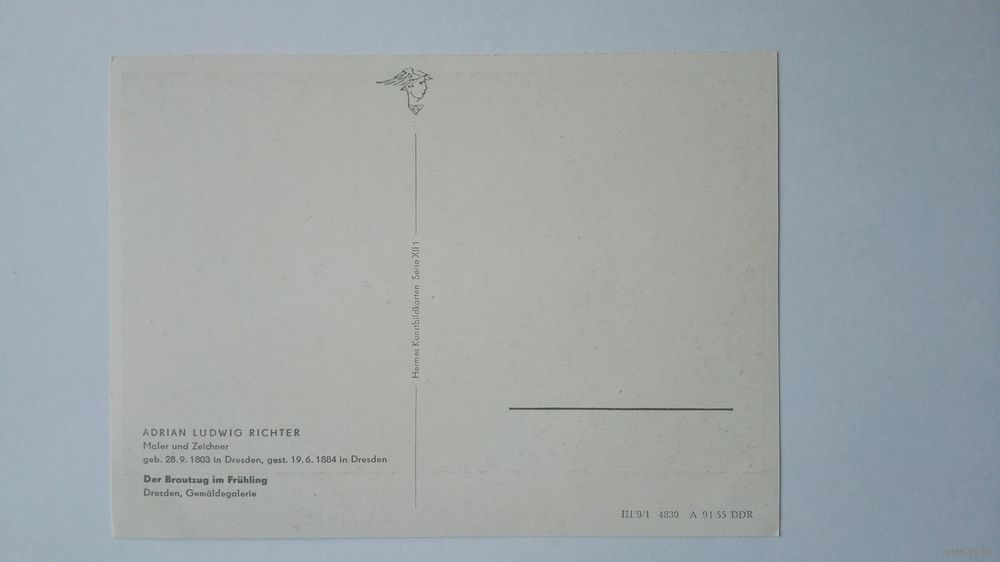 ADRIAN LUDWIG RICHTER
Maler und Zeichner
geb. 28. 9. 1803 in Dresden, gest. 19. 6. 1884 in Dresden
Der Brautzug im Frühling
Dresden, Gemäldegalerie
Hermes Kunstbildkarten Serie XII 1
III/9/1 4830 A 91 55 DDR